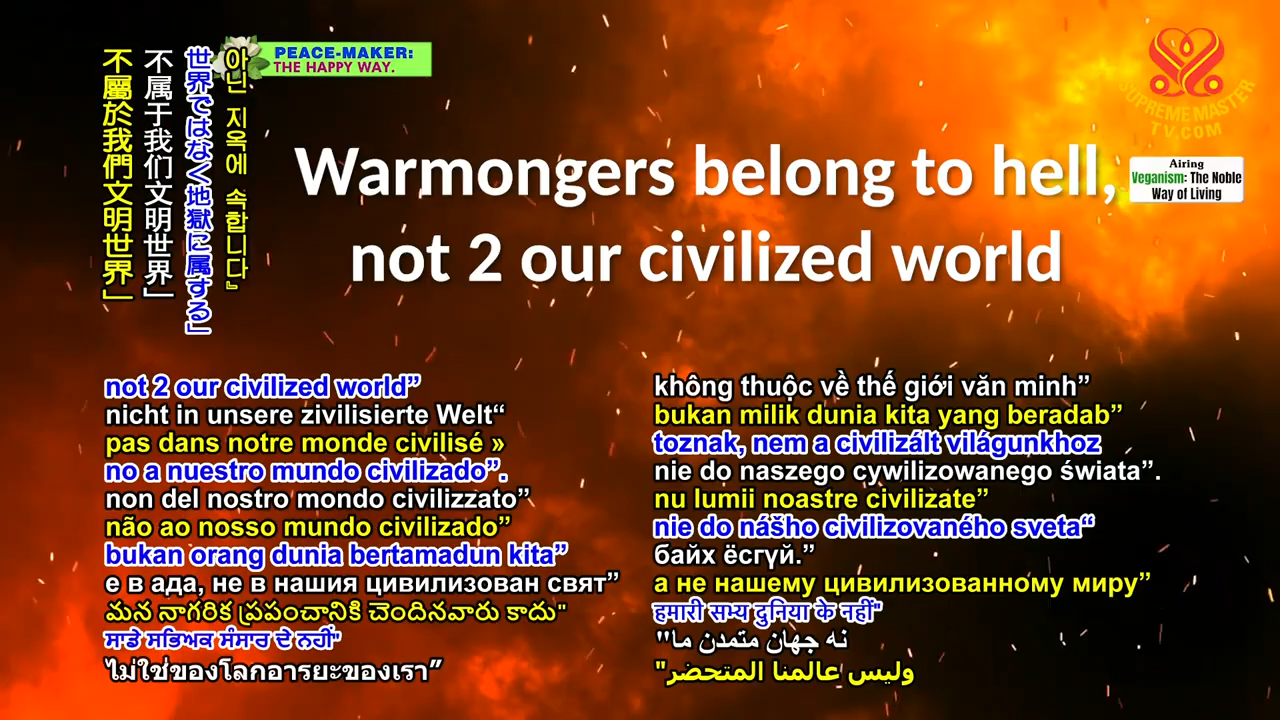 PEACE-MAKER:
THE HAPPY WAY.
SUPREME MASTER
TV.COM
Airing
Veganism: The Noble
Way of Living
아닌 지옥에 속합니다』
世界ではなく地獄に属する」
不属于我们文明世界」
不屬於我們文明世界」
Warmongers belong to hell,
not 2 our civilized world
not 2 our civilized world”
nicht in unsere zivilisierte Welt“
pas dans notre monde civilisé »
no a nuestro mundo civilizado”.
non del nostro mondo civilizzato”
não ao nosso mundo civilizado”
bukan orang dunia bertamadun kita”
е в ада, не в нашия цивилизован свят”
మన నాగరిక ప్రపంచానికి చెందినవారు కాదు"
ਸਾਡੇ ਸਭਿਅਕ ਸੰਸਾਰ ਦੇ ਨਹੀਂ"
ไม่ใช่ของโลกอารยะของเรา”
không thuộc về thế giới văn minh”
bukan milik dunia kita yang beradab”
toznak, nem a civilizált világunkhoz
nie do naszego cywilizowanego świata”.
nu lumii noastre civilizate”
nie do nášho civilizovaného sveta“
байх ёсгүй.”
а не нашему цивилизованному миру”
हमारी सभ्य दुनिया के नहीं"
نه جهان متمدن ما"
وليس عالمنا المتحضر"